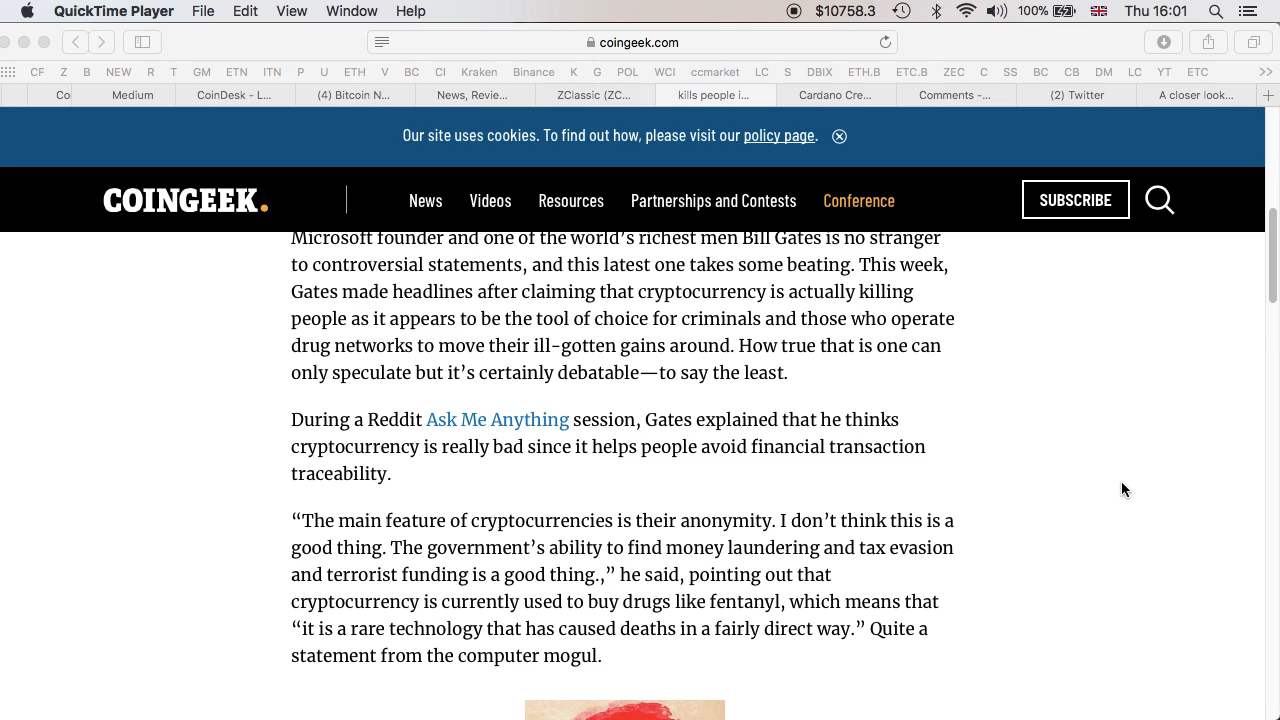 QuickTime Player File Edit View Window Help $10758.3 100% Thu 16:01
coingeek.com
CF Z B NEW R T GM ETN ITN P U ETH V BC CI Kraken Binance K G POL WCI ccmarket LC S DBIX ETH.B ETC.B ZEC C SS BC CB DM LC YT ETC >>
Co Medium CoinDesk - L... (4) Bitcoin N... News, Revie... ZClassic (ZC... kills people i... Cardano Cre... Comments -... (2) Twitter A closer look... +
Our site uses cookies. To find out how, please visit our policy page.
COINGEEK. News Videos Resources Partnerships and Contests Conference SUBSCRIBE
Microsoft founder and one of the world’s richest men Bill Gates is no stranger
to controversial statements, and this latest one takes some beating. This week,
Gates made headlines after claiming that cryptocurrency is actually killing
people as it appears to be the tool of choice for criminals and those who operate
drug networks to move their ill-gotten gains around. How true that is one can
only speculate but it’s certainly debatable—to say the least.
During a Reddit Ask Me Anything session, Gates explained that he thinks
cryptocurrency is really bad since it helps people avoid financial transaction
traceability.
“The main feature of cryptocurrencies is their anonymity. I don’t think this is a
good thing. The government’s ability to find money laundering and tax evasion
and terrorist funding is a good thing.,” he said, pointing out that
cryptocurrency is currently used to buy drugs like fentanyl, which means that
“it is a rare technology that has caused deaths in a fairly direct way.” Quite a
statement from the computer mogul.